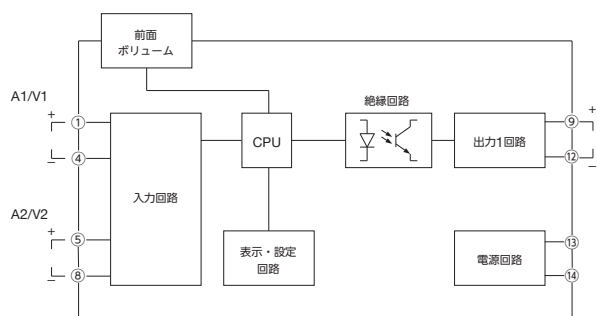 前面
ボリューム
A1/V1
+
①
−
④
A2/V2
+
⑤
−
⑧
入力回路
CPU
表示・設定
回路
絶縁回路
出力1回路
⑨
+
⑫
−
電源回路
⑬
⑭